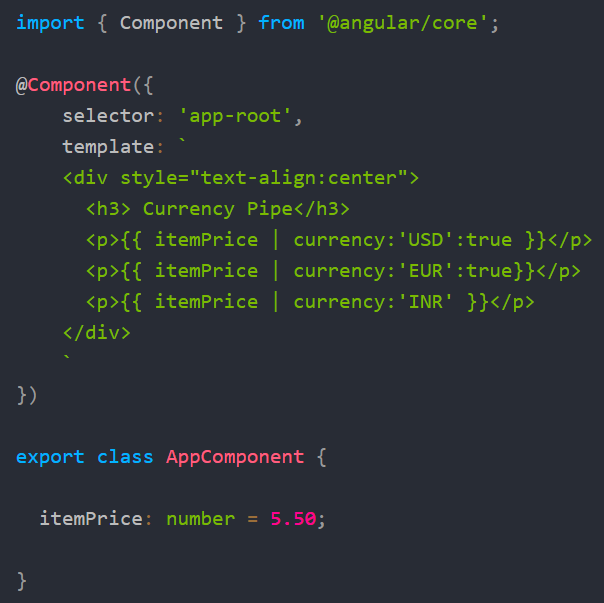 import { Component } from '@angular/core';
@Component({
selector: 'app-root',
template: `
<div style="text-align:center">
<h3> Currency Pipe</h3>
<p>{{ itemPrice | currency:'USD':true }}</p>
<p>{{ itemPrice | currency:'EUR':true}}</p>
<p>{{ itemPrice | currency:'INR' }}</p>
</div>
`
})
export class AppComponent {
itemPrice: number = 5.50;
}